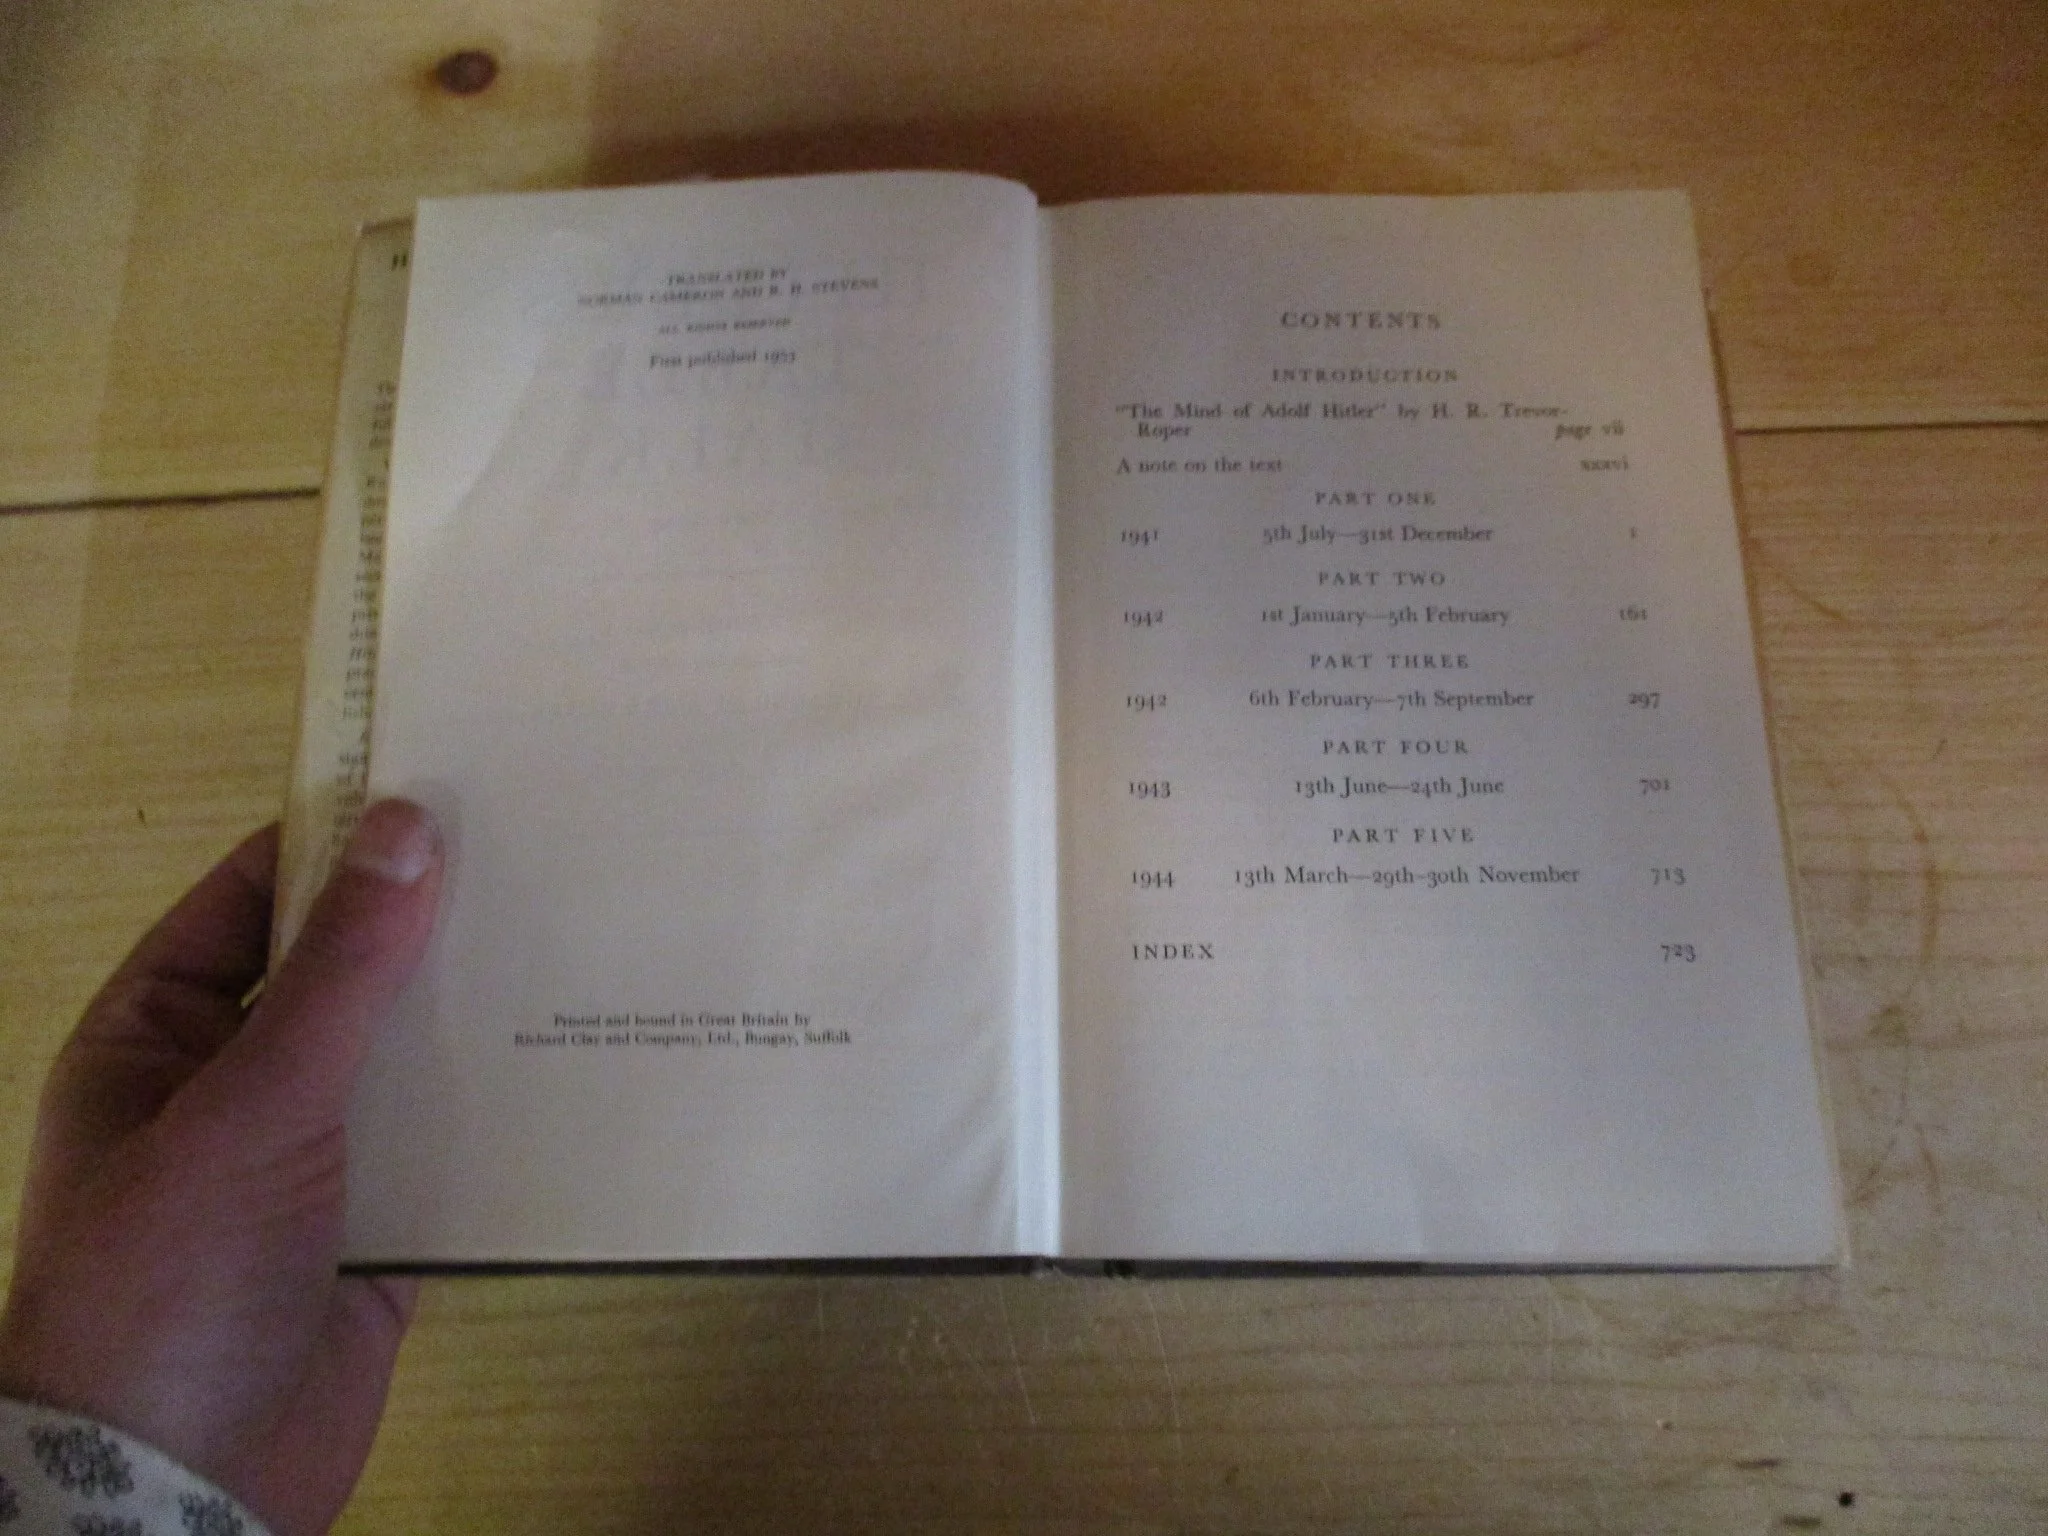 TRANSLATED BY
NORMAN CAMERON AND R. H. STEVENS
ALL RIGHTS RESERVED
First published 1953
Printed and bound in Great Britain by
Richard Clay and Company, Ltd., Bungay, Suffolk
CONTENTS
INTRODUCTION
"The Mind of Adolf Hitler" by H. R. Trevor-
Roper page vii
A note on the text xxxvi
PART ONE
1941 5th July—31st December 1
PART TWO
1942 1st January—5th February 161
PART THREE
1942 6th February—7th September 297
PART FOUR
1943 13th June—24th June 701
PART FIVE
1944 13th March—29th-30th November 713
INDEX 723